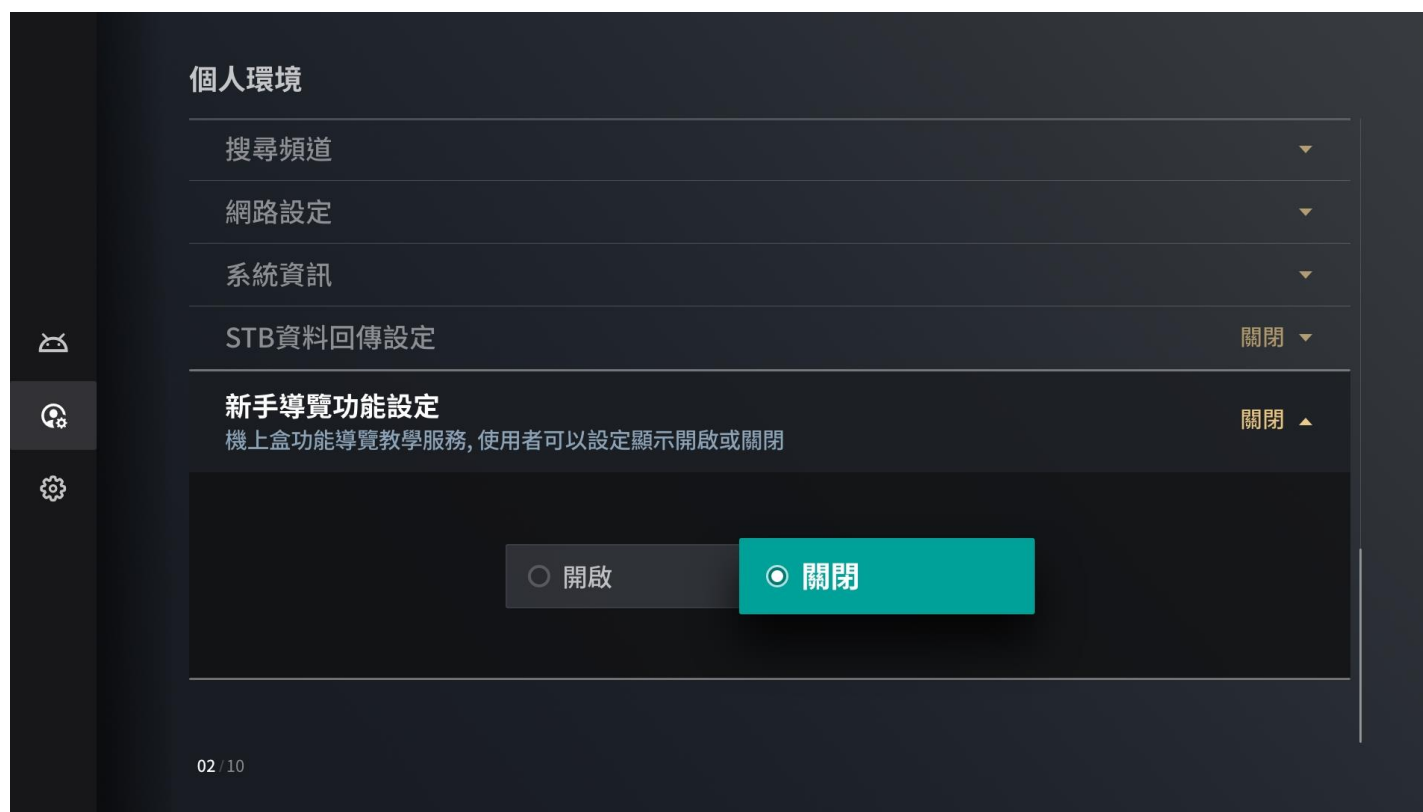 個人環境
搜尋頻道
網路設定
系統資訊
STB資料回傳設定 關閉
新手導覽功能設定 關閉
機上盒功能導覽教學服務, 使用者可以設定顯示開啟或關閉
開啟 關閉
02/10